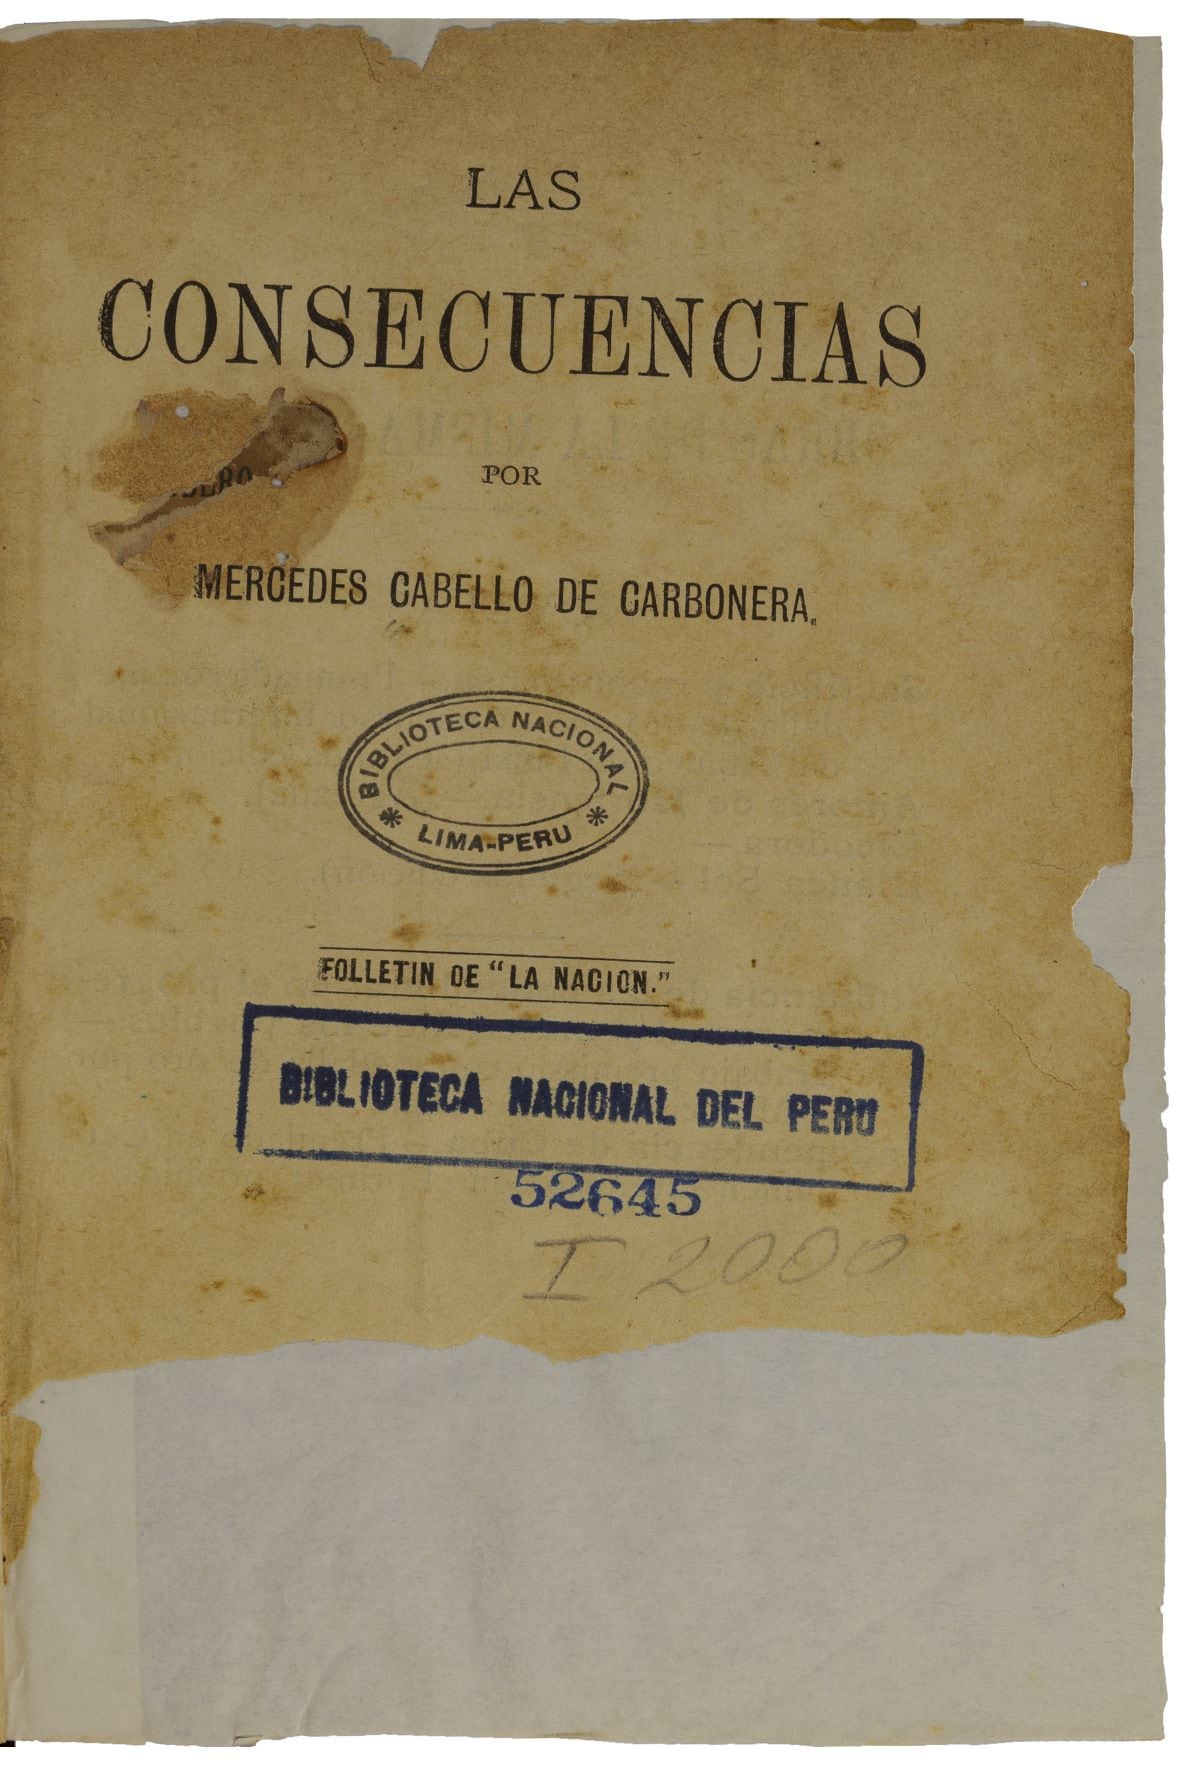 LAS
CONSECUENCIAS
POR
MERCEDES CABELLO DE CARBONERA.
BIBLIOTECA NACIONAL
* LIMA-PERU *
FOLLETIN DE "LA NACION."
BIBLIOTECA NACIONAL DEL PERU
52645
I 2000